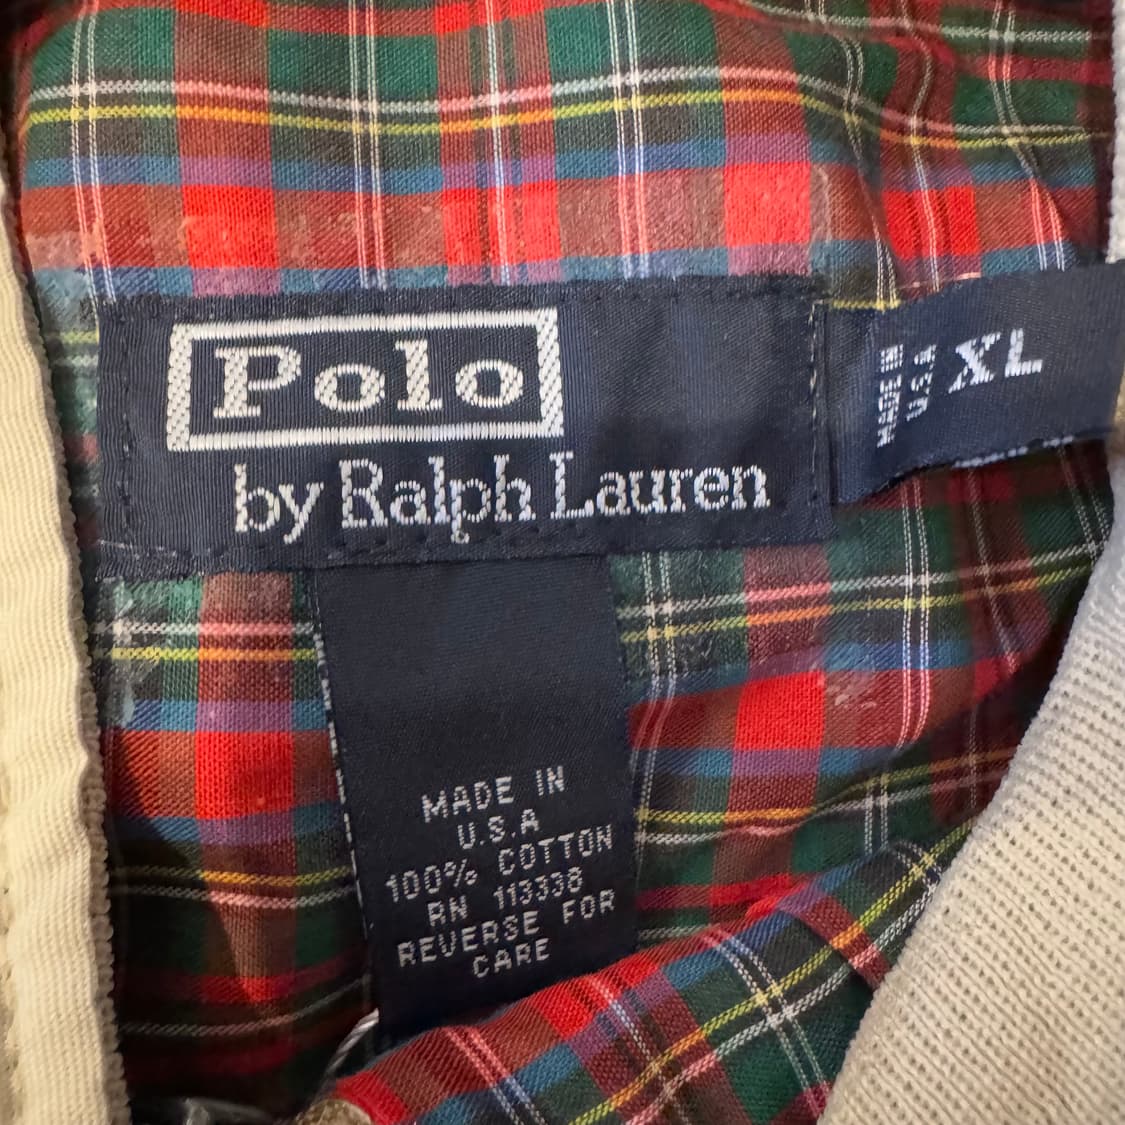 Polo
by Ralph Lauren
MADE IN
U.S.A
XL
MADE IN
U.S.A
100% COTTON
RN 113338
REVERSE FOR
CARE